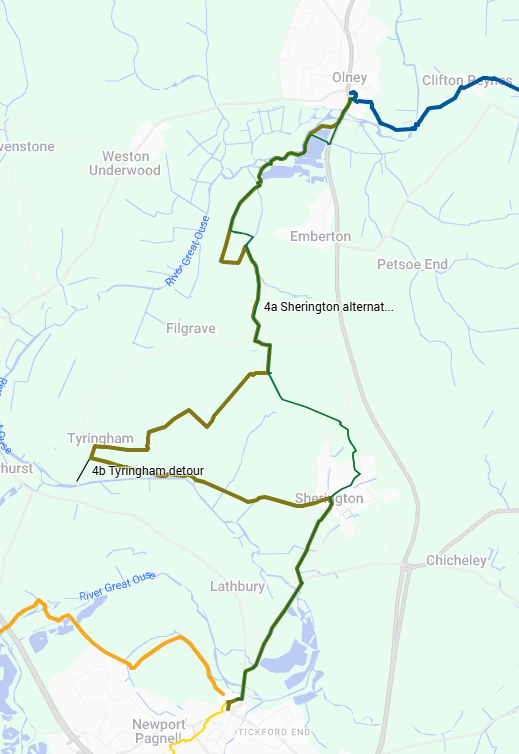 Olney
Clifton Reynes
venstone
Weston
Underwood
River Great Ouse
Emberton
Petsoe End
4a Sherington alternat...
Filgrave
Tyringham
hurst
4b Tyringham detour
Sherington
Chicheley
River Great Ouse
Lathbury
Newport
Pagnell
TICKFORD END